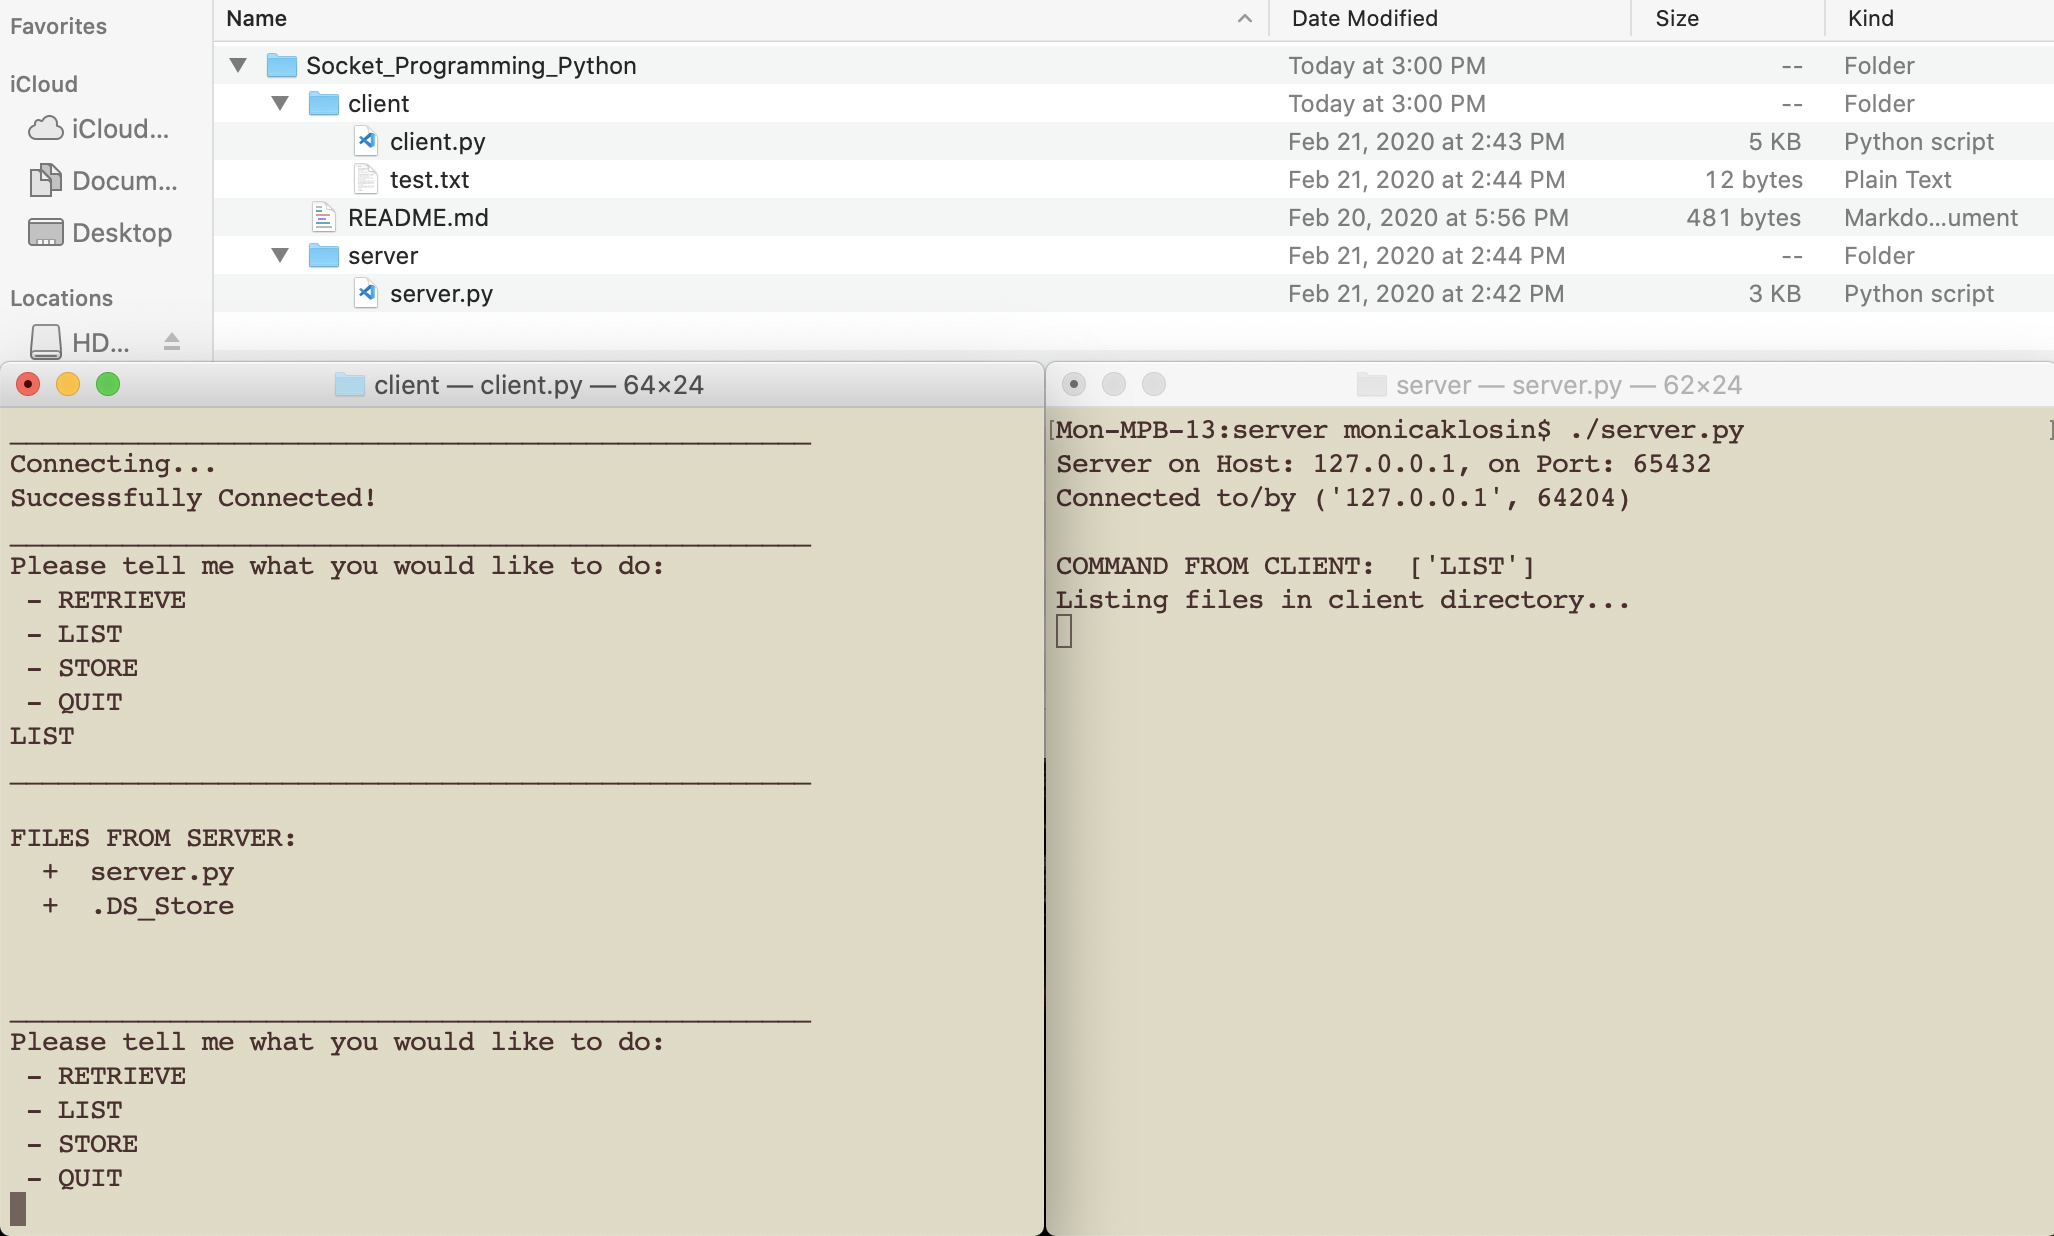 Favorites
iCloud
iCloud...
Docum...
Desktop
Locations
HD...
Name Date Modified Size Kind
Socket_Programming_Python Today at 3:00 PM -- Folder
client Today at 3:00 PM -- Folder
client.py Feb 21, 2020 at 2:43 PM 5 KB Python script
test.txt Feb 21, 2020 at 2:44 PM 12 bytes Plain Text
README.md Feb 20, 2020 at 5:56 PM 481 bytes Markdo...ument
server Feb 21, 2020 at 2:44 PM -- Folder
server.py Feb 21, 2020 at 2:42 PM 3 KB Python script
client — client.py — 64×24
__________________________________________________
Connecting...
Successfully Connected!
__________________________________________________
Please tell me what you would like to do:
- RETRIEVE
- LIST
- STORE
- QUIT
LIST
__________________________________________________
FILES FROM SERVER:
+ server.py
+ .DS_Store
__________________________________________________
Please tell me what you would like to do:
- RETRIEVE
- LIST
- STORE
- QUIT
server — server.py — 62×24
[Mon-MPB-13:server monicaklosin$ ./server.py ]
Server on Host: 127.0.0.1, on Port: 65432
Connected to/by ('127.0.0.1', 64204)
COMMAND FROM CLIENT: ['LIST']
Listing files in client directory...